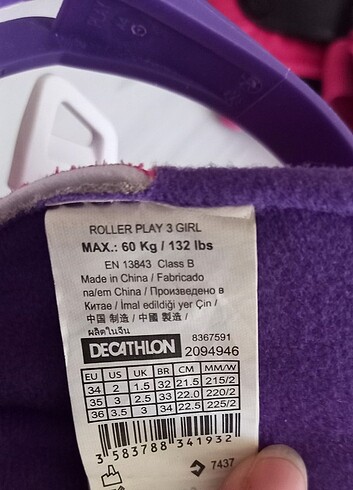 ROLLER PLAY 3 GIRL
MAX.: 60 Kg / 132 lbs
EN 13843 Class B
Made in China / Fabricado
na/em China / Произведено в
Китае / İmal edildiği yer Çin /
中国 制造 / 中國 製造 /
ผลิตในจีน
8367591
DECATHLON 2094946
EU US UK BR CM MM/W
34 2 1.5 32 21.5 215/2
35 3 2.5 33 22.0 220/2
36 3.5 3 34 22.5 225/2
3 583788 341932
7437